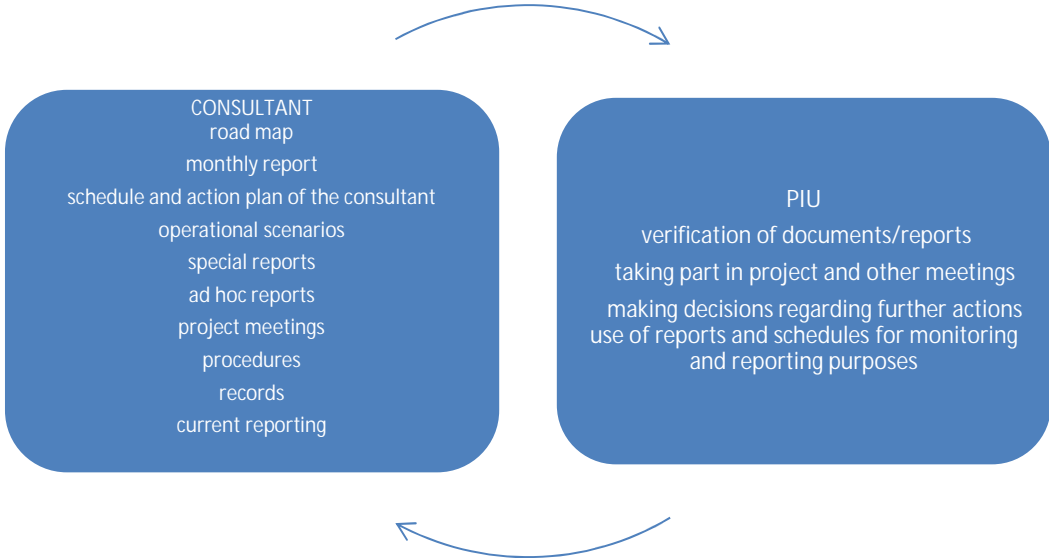 CONSULTANT
road map
monthly report
schedule and action plan of the consultant
operational scenarios
special reports
ad hoc reports
project meetings
procedures
records
current reporting
PIU
verification of documents/reports
taking part in project and other meetings
making decisions regarding further actions
use of reports and schedules for monitoring
and reporting purposes